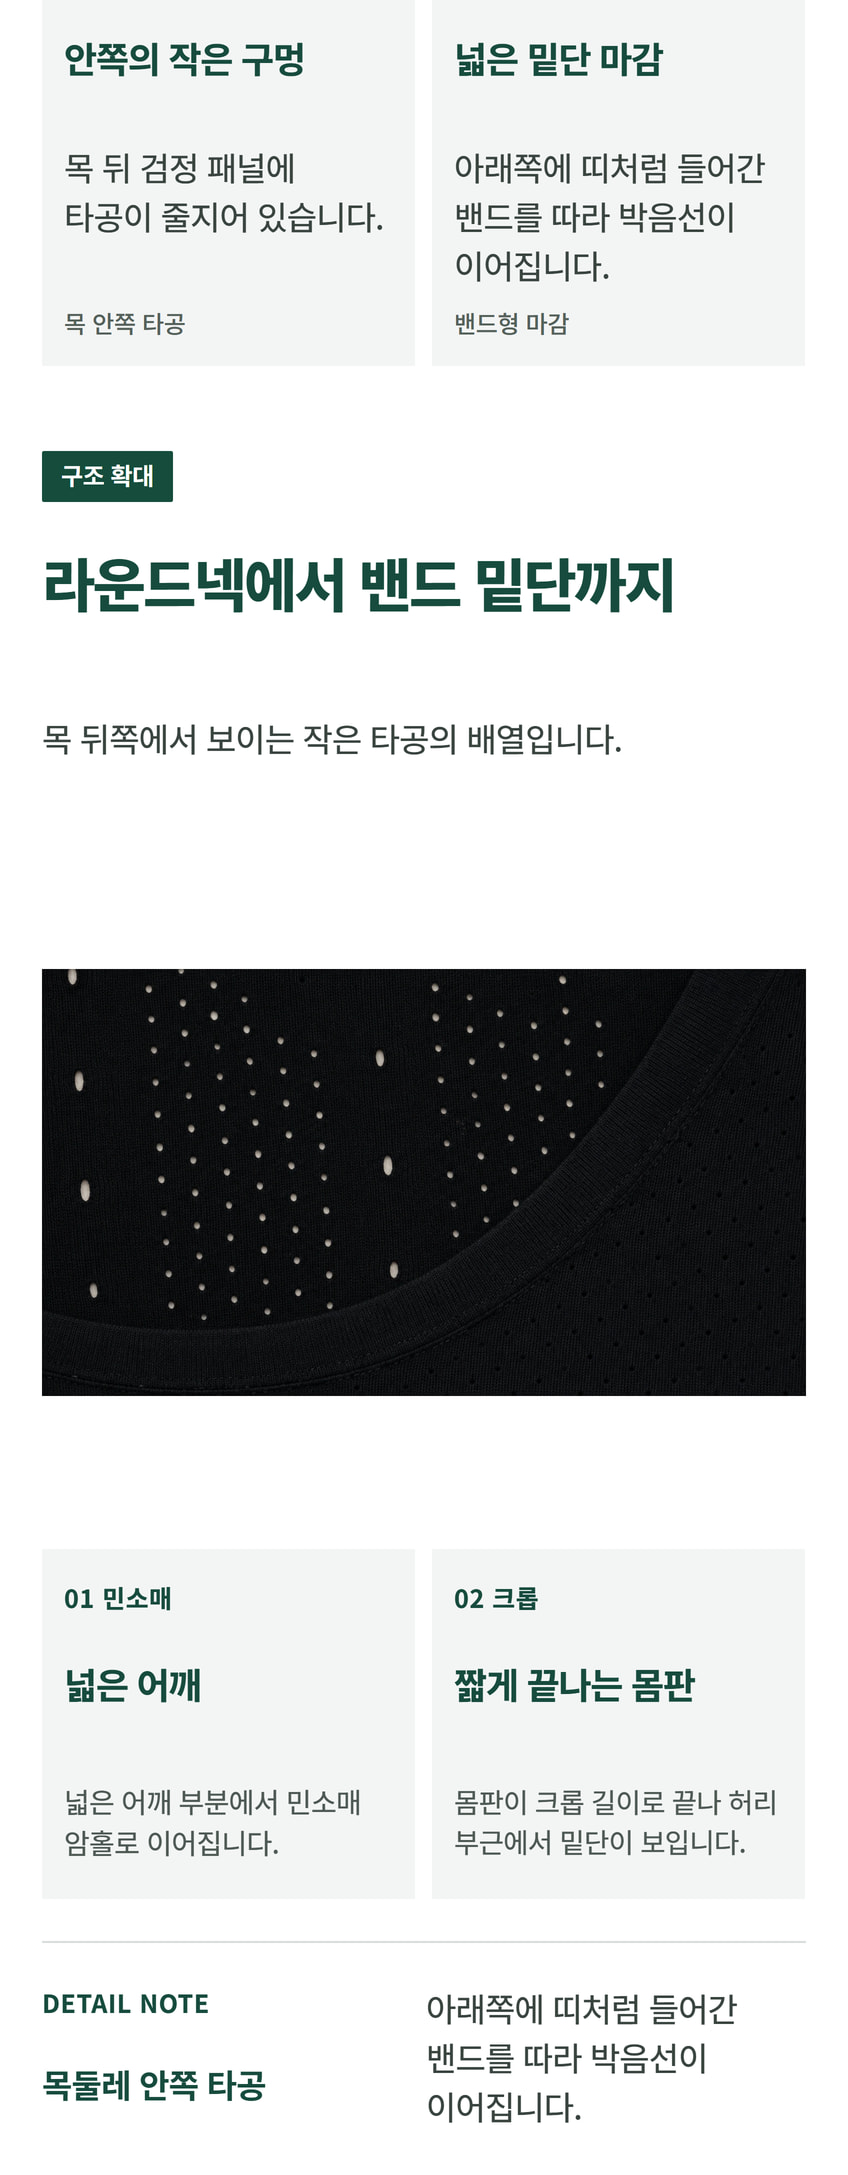 안쪽의 작은 구멍
목 뒤 검정 패널에
타공이 줄지어 있습니다.
목 안쪽 타공
넓은 밑단 마감
아래쪽에 띠처럼 들어간
밴드를 따라 박음선이
이어집니다.
밴드형 마감
구조 확대
라운드넥에서 밴드 밑단까지
목 뒤쪽에서 보이는 작은 타공의 배열입니다.
01 민소매
넓은 어깨
넓은 어깨 부분에서 민소매
암홀로 이어집니다.
02 크롭
짧게 끝나는 몸판
몸판이 크롭 길이로 끝나 허리
부근에서 밑단이 보입니다.
DETAIL NOTE
목둘레 안쪽 타공
아래쪽에 띠처럼 들어간
밴드를 따라 박음선이
이어집니다.